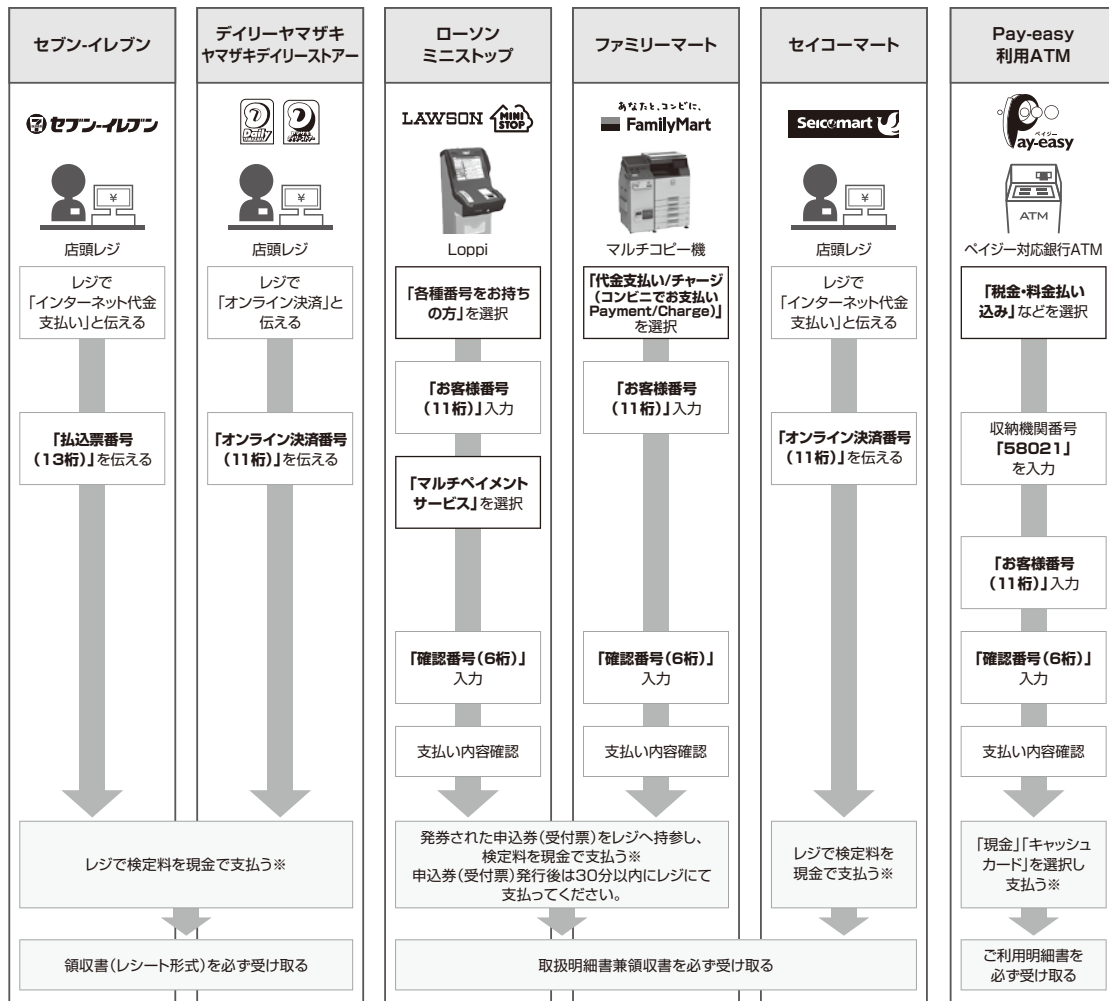 セブン-イレブン
デイリーヤマザキ
ヤマザキデイリーストアー
ローソン
ミニストップ
ファミリーマート
セイコーマート
Pay-easy
利用ATM
セブン-イレブン
Daily
LAWSON
MINI
STOP
あなたと、コンビに、
FamilyMart
Seicomart
ペイジー
Pay-easy
¥
¥
¥
ATM
店頭レジ
店頭レジ
Loppi
マルチコピー機
店頭レジ
ペイジー対応銀行ATM
レジで
「インターネット代金
支払い」と伝える
レジで
「オンライン決済」と
伝える
「各種番号をお持ち
の方」を選択
「代金支払い/チャージ
(コンビニでお支払い
Payment/Charge)」
を選択
レジで
「インターネット代金
支払い」と伝える
「税金・料金払い
込み」などを選択
「お客様番号
(11桁)」入力
「お客様番号
(11桁)」入力
「払込票番号
(13桁)」を伝える
「オンライン決済番号
(11桁)」を伝える
「マルチペイメント
サービス」を選択
「オンライン決済番号
(11桁)」を伝える
収納機関番号
「58021」
を入力
「お客様番号
(11桁)」入力
「確認番号(6桁)」
入力
「確認番号(6桁)」
入力
「確認番号(6桁)」
入力
支払い内容確認
支払い内容確認
支払い内容確認
レジで検定料を現金で支払う※
発券された申込券(受付票)をレジへ持参し、
検定料を現金で支払う※
申込券(受付票)発行後は30分以内にレジにて
支払ってください。
レジで検定料を
現金で支払う※
「現金」「キャッシュ
カード」を選択し
支払う※
領収書(レシート形式)を必ず受け取る
取扱明細書兼領収書を必ず受け取る
ご利用明細書を
必ず受け取る